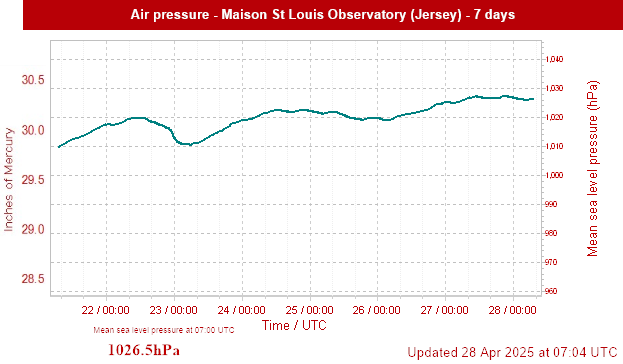 Air pressure - Maison St Louis Observatory (Jersey) - 7 days
Inches of Mercury
30.5
30.0
29.5
29.0
28.5
1,040
1,030
1,020
1,010
1,000
990
980
970
960
Mean sea level pressure (hPa)
22 / 00:00
23 / 00:00
24 / 00:00
25 / 00:00
26 / 00:00
27 / 00:00
28 / 00:00
Time / UTC
Mean sea level pressure at 07:00 UTC
1026.5hPa
Updated 28 Apr 2025 at 07:04 UTC